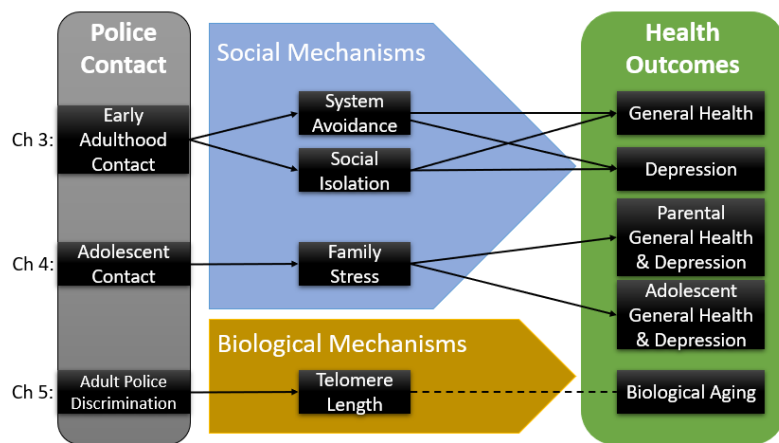 Police
Contact
Social Mechanisms
Health
Outcomes
Ch 3:
Early
Adulthood
Contact
System
Avoidance
Social
Isolation
General Health
Depression
Ch 4:
Adolescent
Contact
Family
Stress
Parental
General Health
& Depression
Adolescent
General Health
& Depression
Biological Mechanisms
Ch 5:
Adult Police
Discrimination
Telomere
Length
Biological Aging